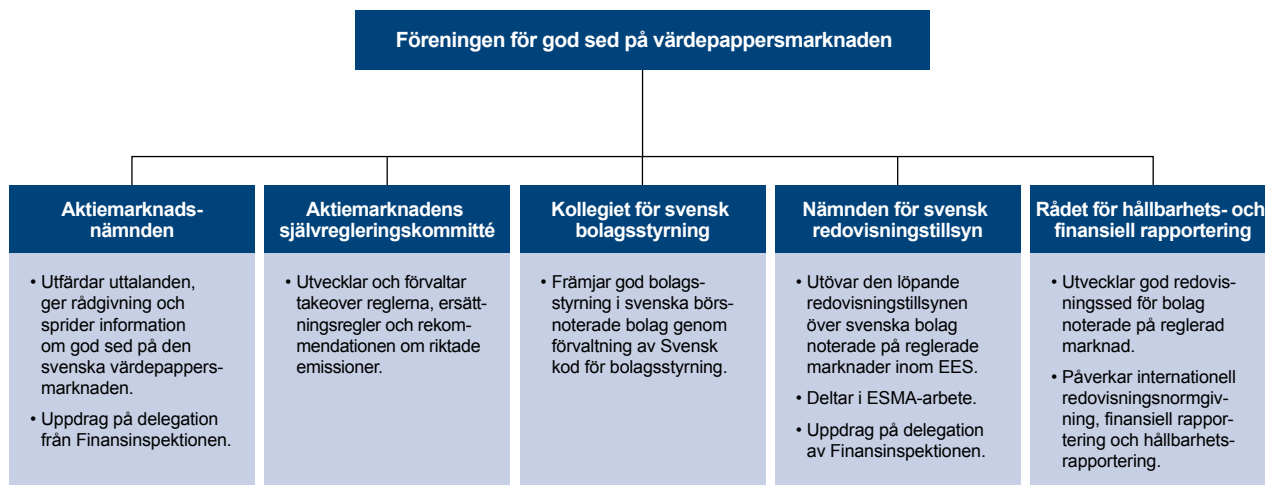 Föreningen för god sed på värdepappersmarknaden
Aktiemarknads-
nämnden
• Utfärdar uttalanden,
ger rådgivning och
sprider information
om god sed på den
svenska värdepappers-
marknaden.
• Uppdrag på delegation
från Finansinspektionen.
Aktiemarknadens
självregleringskommitté
• Utvecklar och förvaltar
takeover reglerna, ersätt-
ningsregler och rekom-
mendationen om riktade
emissioner.
Kollegiet för svensk
bolagsstyrning
• Främjar god bolags-
styrning i svenska börs-
noterade bolag genom
förvaltning av Svensk
kod för bolagsstyrning.
Nämnden för svensk
redovisningstillsyn
• Utövar den löpande
redovisningstillsynen
över svenska bolag
noterade på reglerade
marknader inom EES.
• Deltar i ESMA-arbete.
• Uppdrag på delegation
av Finansinspektionen.
Rådet för hållbarhets- och
finansiell rapportering
• Utvecklar god redovis-
ningssed för bolag
noterade på reglerad
marknad.
• Påverkar internationell
redovisningsnormgiv-
ning, finansiell rappor-
tering och hållbarhets-
rapportering.